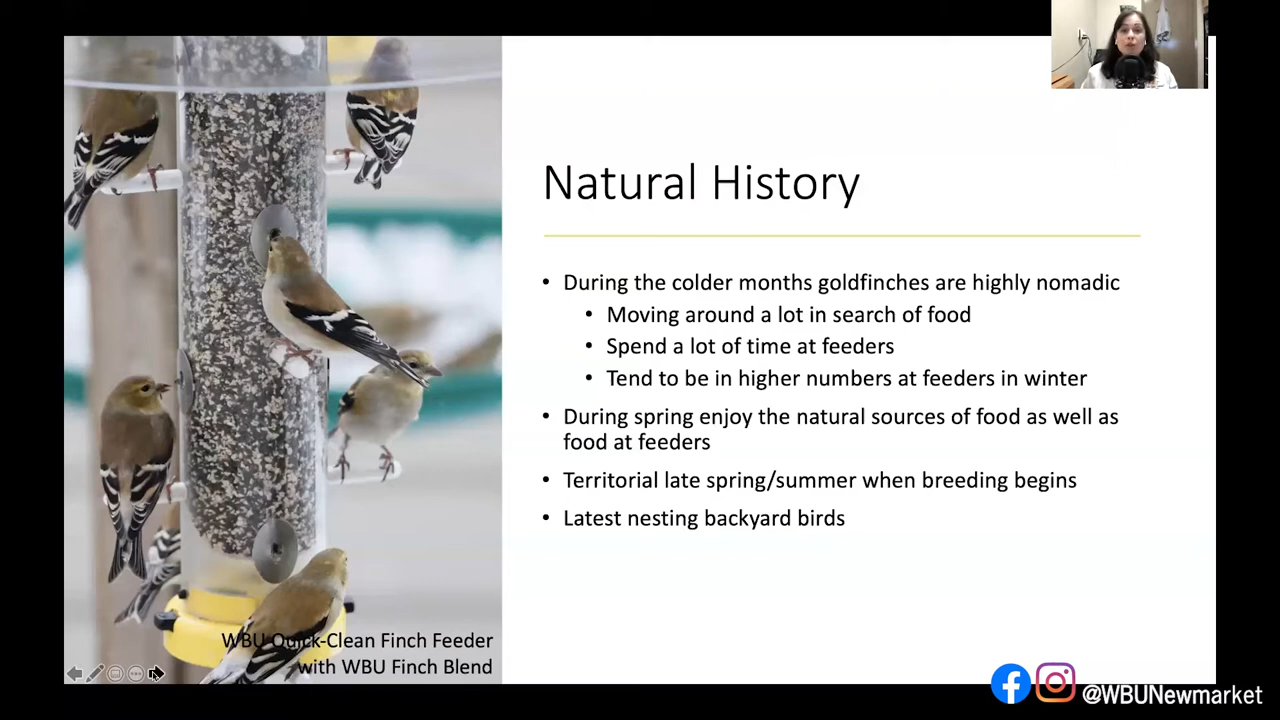 Natural History
• During the colder months goldfinches are highly nomadic
• Moving around a lot in search of food
• Spend a lot of time at feeders
• Tend to be in higher numbers at feeders in winter
• During spring enjoy the natural sources of food as well as
food at feeders
• Territorial late spring/summer when breeding begins
• Latest nesting backyard birds
WBU Quick-Clean Finch Feeder
with WBU Finch Blend
@WBUNewmarket